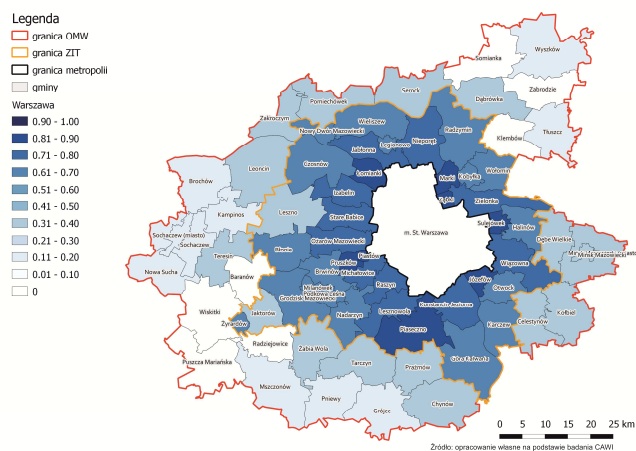 Legenda
granica OMW
granica ZIT
granica metropolii
gminy
Warszawa
0.90 - 1.00
0.81 - 0.90
0.71 - 0.80
0.61 - 0.70
0.51 - 0.60
0.41 - 0.50
0.31 - 0.40
0.21 - 0.30
0.11 - 0.20
0.01 - 0.10
0
Wyszków
Somianka
Zabrodzie
Serock
Dąbrówka
Pomiechówek
Zakroczym
Wieliszew
Nowy Dwór Mazowiecki
Radzymin
Tłuszcz
Klembów
Legionowo
Nieporęt
Jabłonna
Czosnów
Leoncin
Łomianki
Marki
Kobyłka
Wołomin
Brochów
Izabelin
Ząbki
Zielonka
Leszno
Kampinos
Stare Babice
Sulejówek
Halinów
m. St. Warszawa
Sochaczew (miasto)
Sochaczew
Dębe Wielkie
Ożarów Mazowiecki
Błonie
Mińsk Mazowiecki
Teresin
Piastów
Pruszków
Wiązowna
Nowa Sucha
Baranów
Brwinów
Michałowice
Józefów
Otwock
Milanówek
Podkowa Leśna
Raszyn
Grodzisk Mazowiecki
Konstancin-Jeziorna
Wiskitki
Jaktorów
Nadarzyn
Lesznowola
Kołbiel
Żyrardów
Piaseczno
Karczew
Celestynów
Radziejowice
Żabia Wola
Puszcza Mariańska
Tarczyn
Prażmów
Góra Kalwaria
Mszczonów
Pniewy
Grójec
Chynów
0 5 10 15 20 25 km
Źródło: opracowanie własne na podstawie badania CAWI